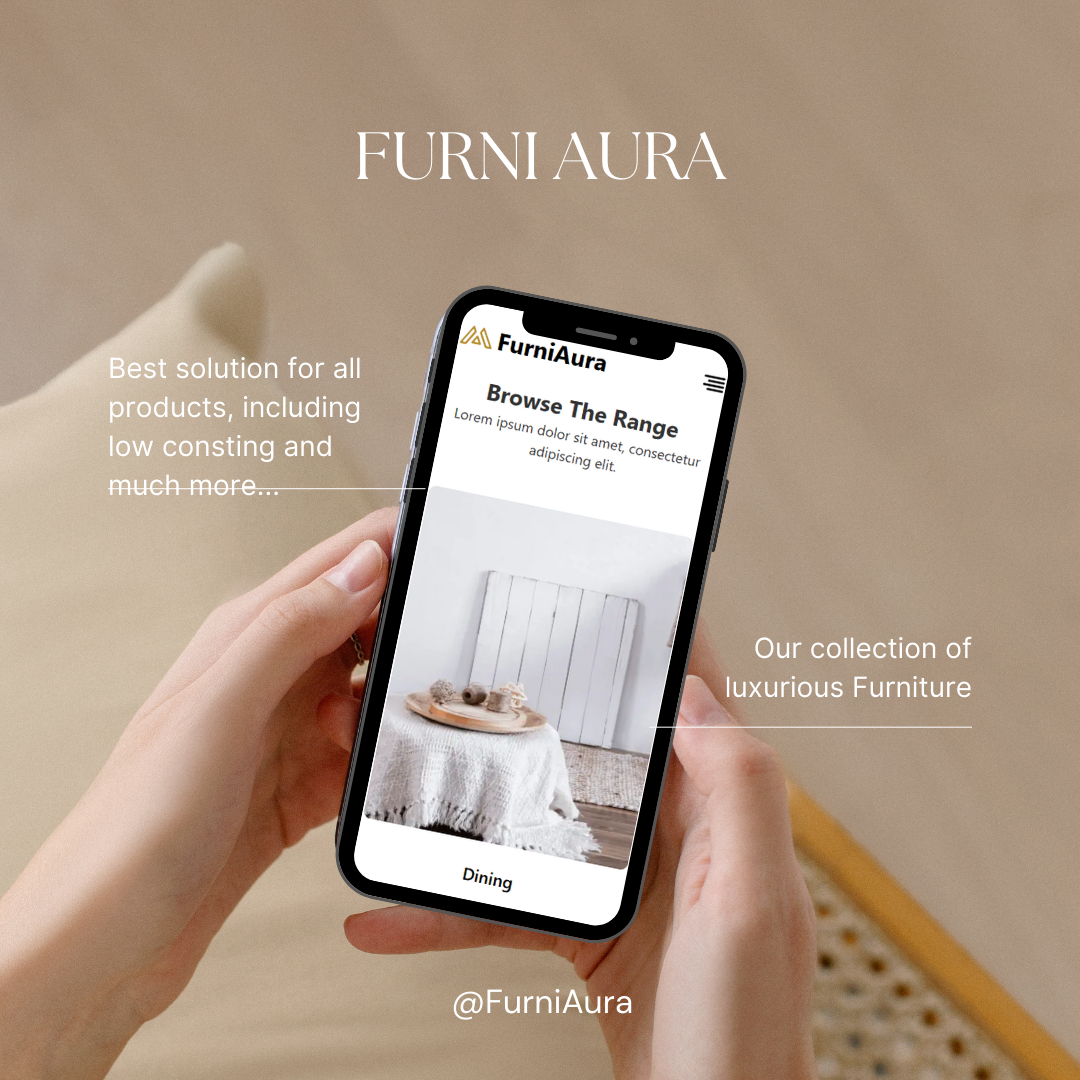 FURNI AURA
Best solution for all
products, including
low consting and
much more...
FurniAura
Browse The Range
Lorem ipsum dolor sit amet, consectetur
adipiscing elit.
Our collection of
luxurious Furniture
Dining
@FurniAura